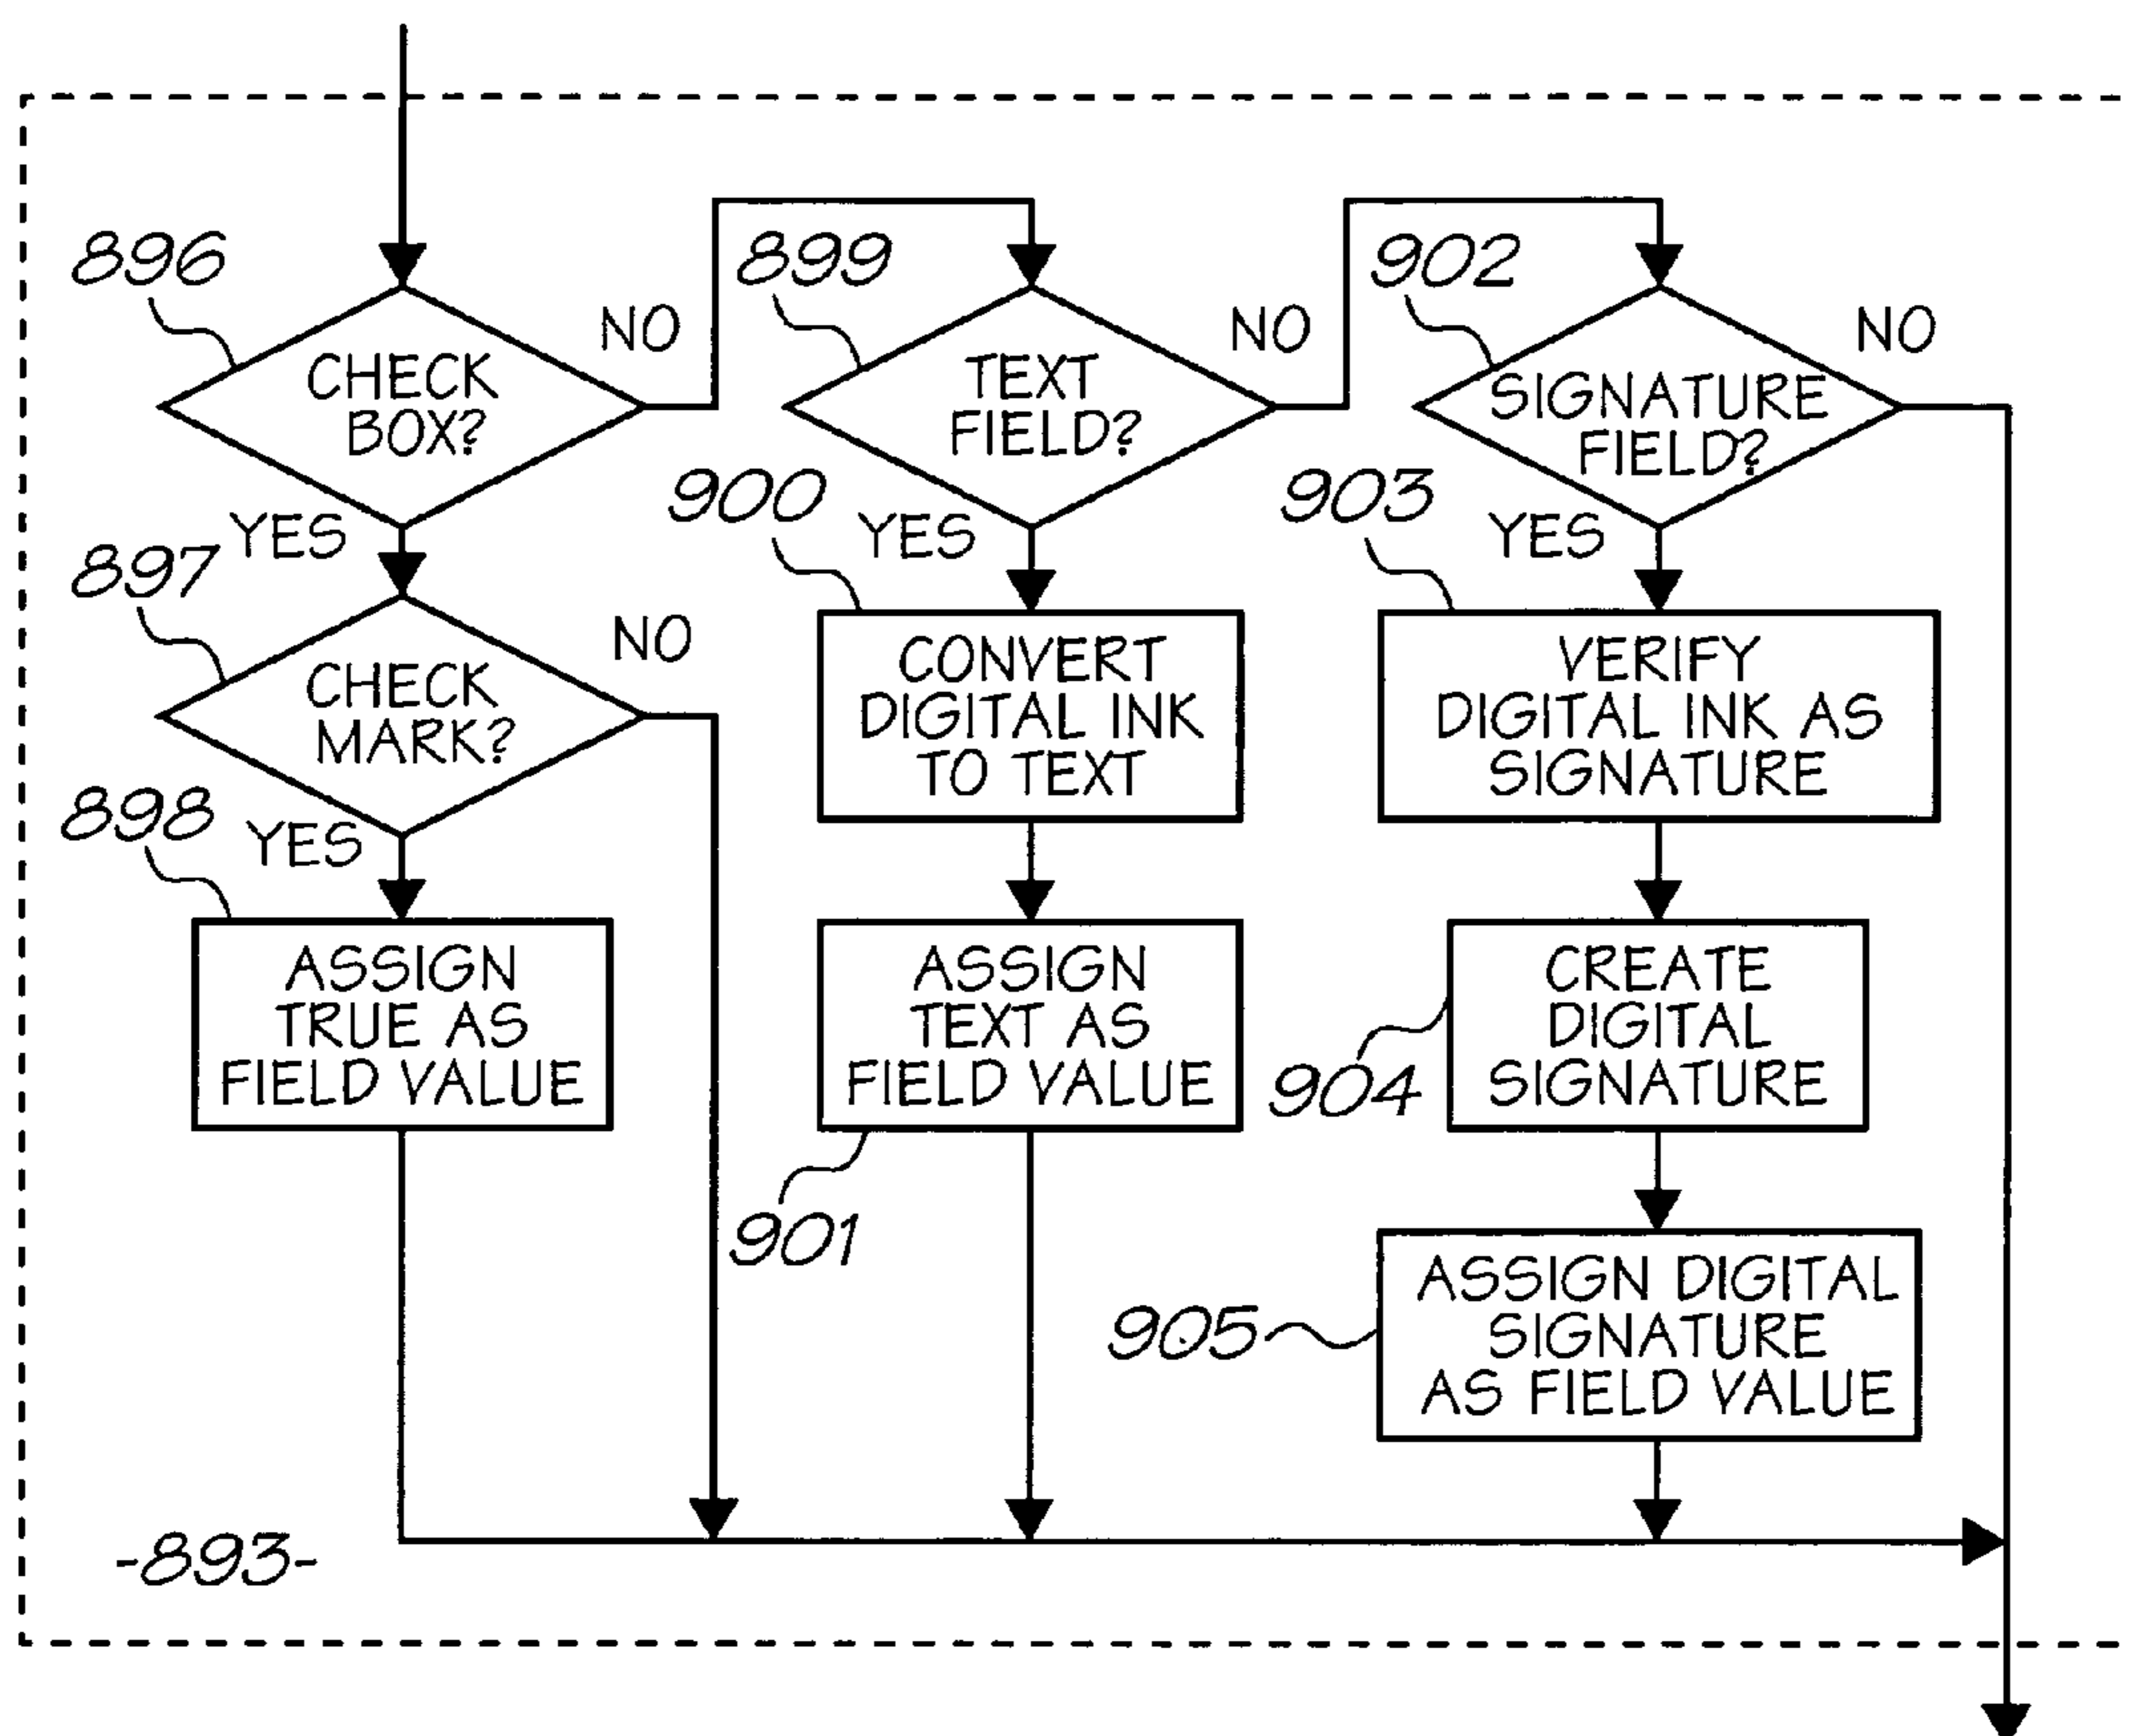 896
CHECK
BOX?
NO
YES
897
CHECK
MARK?
NO
YES
898
ASSIGN
TRUE AS
FIELD VALUE
899
TEXT
FIELD?
NO
YES
900
CONVERT
DIGITAL INK
TO TEXT
ASSIGN
TEXT AS
FIELD VALUE
901
902
SIGNATURE
FIELD?
NO
YES
903
VERIFY
DIGITAL INK AS
SIGNATURE
CREATE
DIGITAL
SIGNATURE
904
ASSIGN DIGITAL
SIGNATURE
AS FIELD VALUE
905
-893-